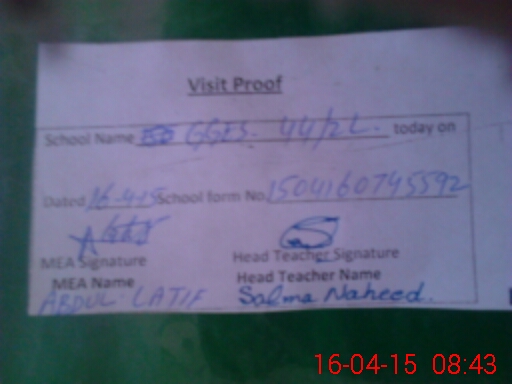 Visit Proof
School Name GGES. 44/2L. today on
Dated 16-4-15 School form No 1504160745592
MEA Signature Head Teacher Signature
MEA Name Head Teacher Name
ABDUL LATIF Salma Naheed.
16-04-15 08:43